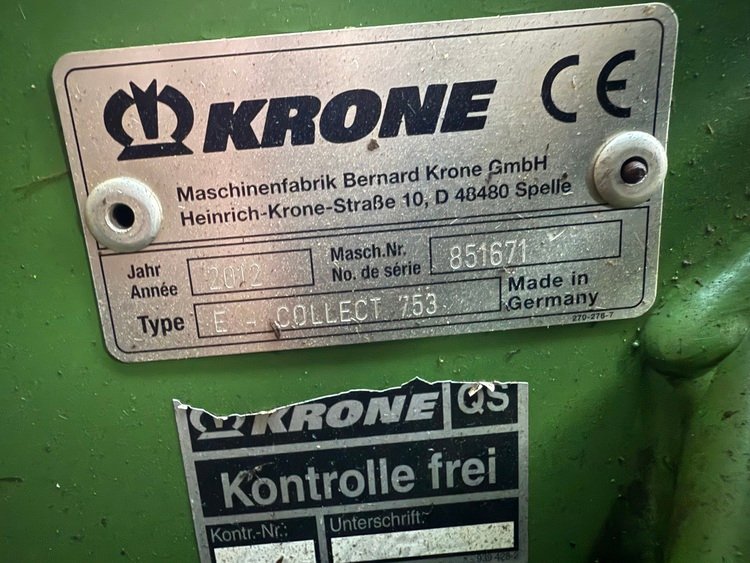 KRONE CE
Maschinenfabrik Bernard Krone GmbH
Heinrich-Krone-Straße 10, D 48480 Spelle
Jahr
Année 2012
Masch.Nr.
No. de série 851671
Type E - COLLECT 753
Made in
Germany
270-276-7
KRONE QS
Kontrolle frei
Kontr.-Nr.: Unterschrift: